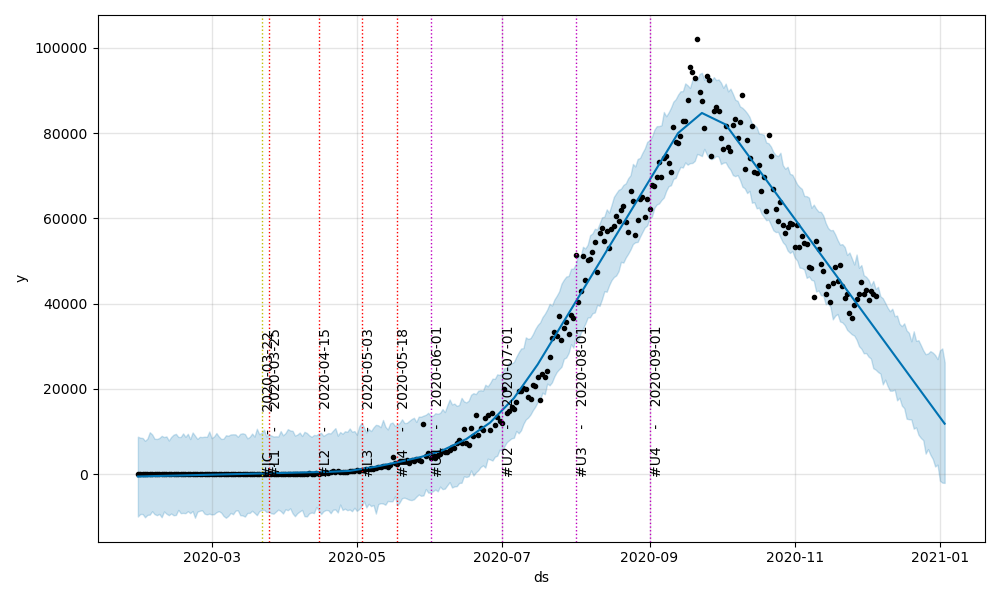 y
100000
80000
60000
40000
20000
0
#JC - 2020-03-22
#L1 - 2020-03-25
#L2 - 2020-04-15
#L3 - 2020-05-03
#L4 - 2020-05-18
#U1 - 2020-06-01
#U2 - 2020-07-01
#U3 - 2020-08-01
#U4 - 2020-09-01
2020-03
2020-05
2020-07
2020-09
2020-11
2021-01
ds